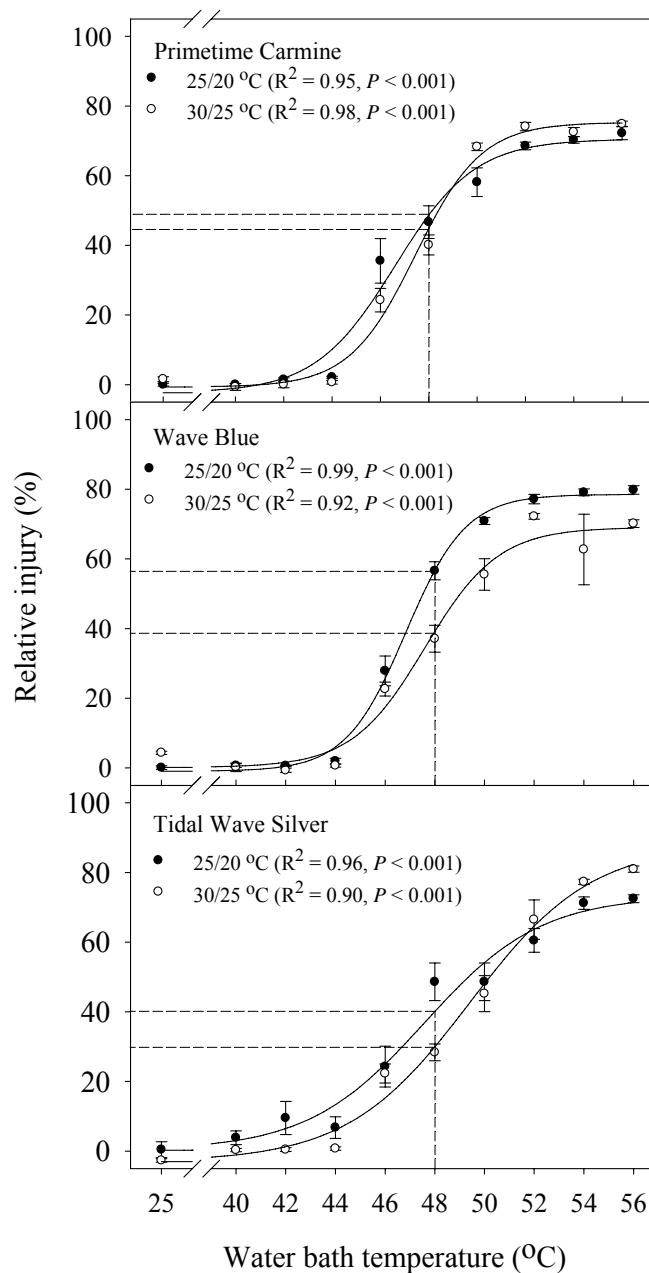 100
80
60
40
20
0
Primetime Carmine
25/20 °C (R² = 0.95, P < 0.001)
30/25 °C (R² = 0.98, P < 0.001)
100
80
60
40
20
0
Wave Blue
25/20 °C (R² = 0.99, P < 0.001)
30/25 °C (R² = 0.92, P < 0.001)
Relative injury (%)
100
80
60
40
20
0
Tidal Wave Silver
25/20 °C (R² = 0.96, P < 0.001)
30/25 °C (R² = 0.90, P < 0.001)
25 40 42 44 46 48 50 52 54 56
Water bath temperature (°C)